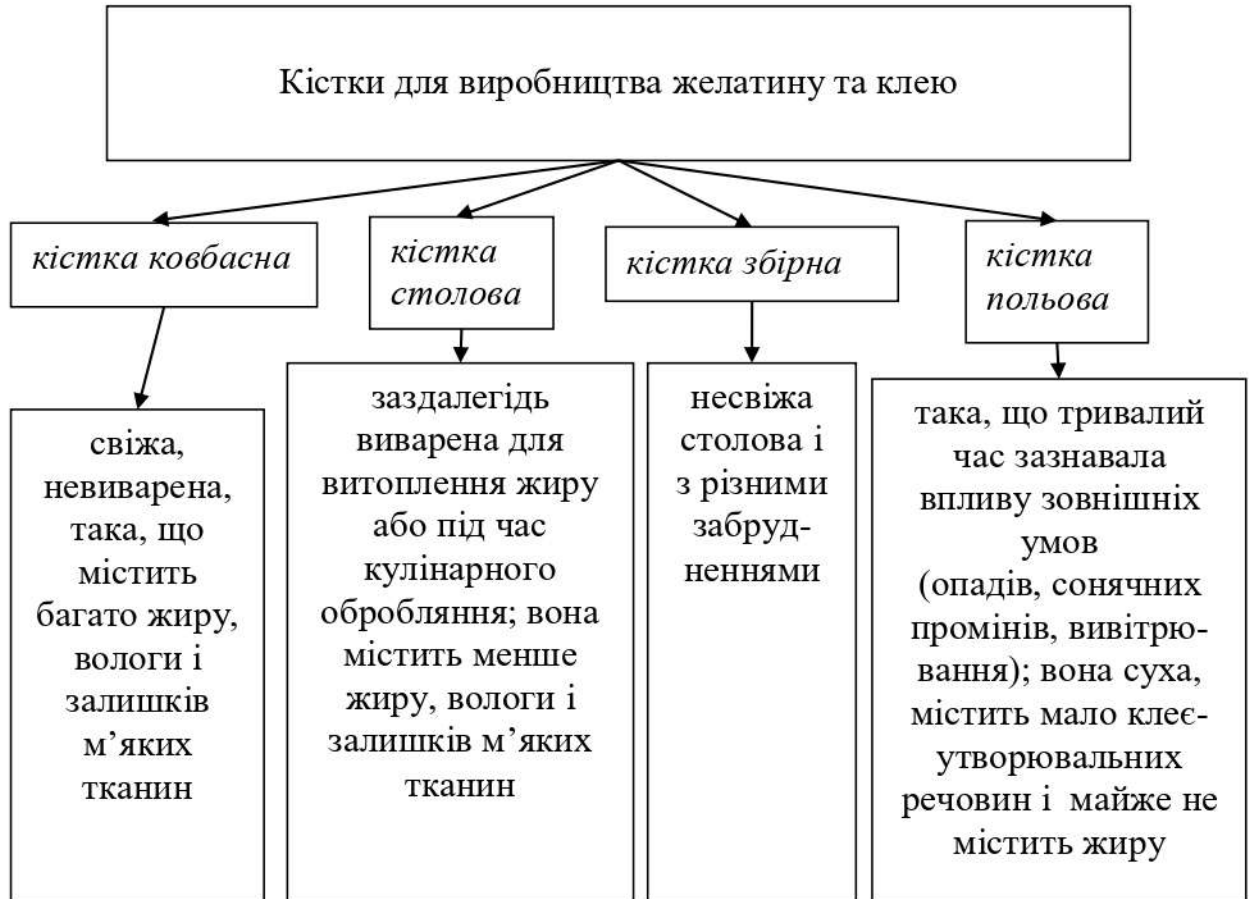 Кістки для виробництва желатину та клею
кістка ковбасна
кістка
столова
кістка збірна
кістка
польова
свіжа,
невиварена,
така, що
містить
багато жиру,
вологи і
залишків
м’яких
тканин
заздалегідь
виварена для
витоплення жиру
або під час
кулінарного
обробляння; вона
містить менше
жиру, вологи і
залишків м’яких
тканин
несвіжа
столова і
з різними
забруд-
неннями
така, що тривалий
час зазнавала
впливу зовнішніх
умов
(опадів, сонячних
промінів, вивітрю-
вання); вона суха,
містить мало клеє-
утворювальних
речовин і майже не
містить жиру